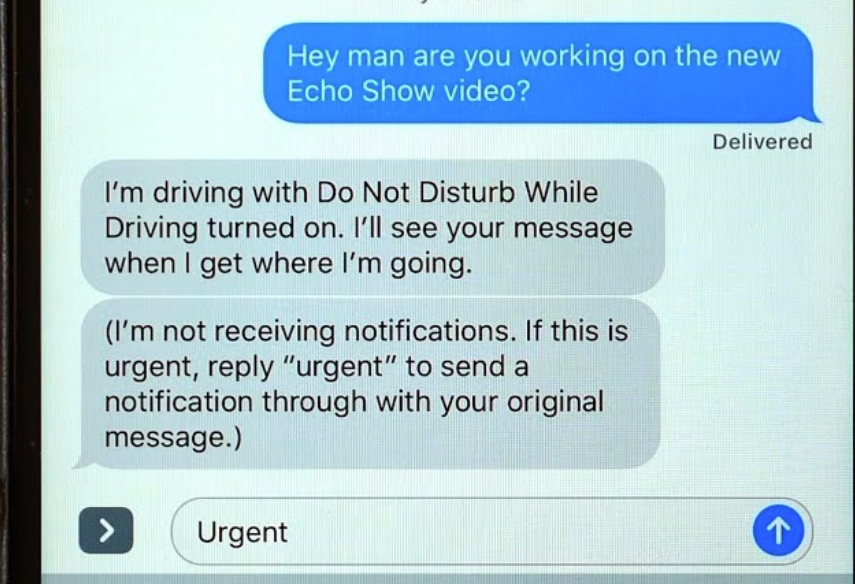 Hey man are you working on the new
Echo Show video?
Delivered
I'm driving with Do Not Disturb While
Driving turned on. I'll see your message
when I get where I'm going.
(I'm not receiving notifications. If this is
urgent, reply “urgent” to send a
notification through with your original
message.)
Urgent